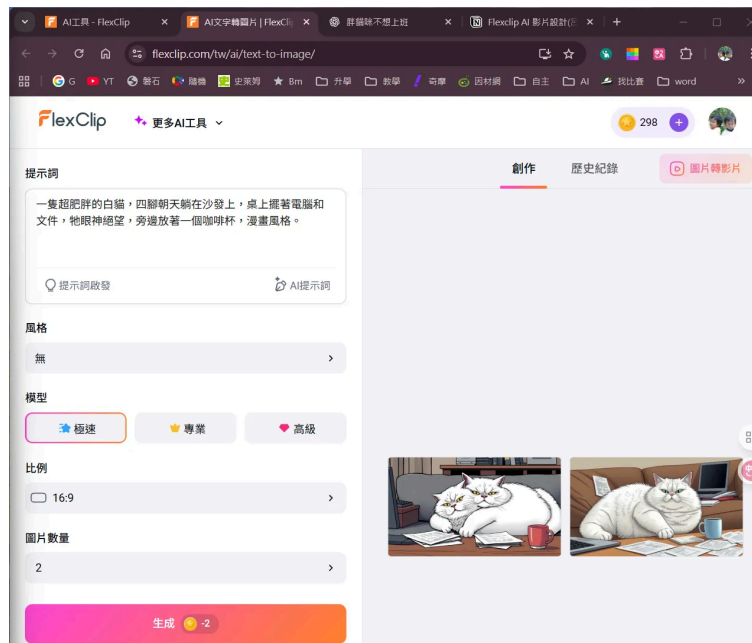 AI工具 - FlexClip
AI文字轉圖片 | FlexCli
胖貓咪不想上班
Flexclip AI 影片設計(
flexclip.com/tw/ai/text-to-image/
G
YT
磐石
隨機
史萊姆
Bm
升學
教學
奇摩
因材網
自主
AI
找比賽
word
FlexClip
更多AI工具
298
提示詞
創作
歷史紀錄
圖片轉影片
一隻超肥胖的白貓，四腳朝天躺在沙發上，桌上擺著電腦和
文件，牠眼神絕望，旁邊放著一個咖啡杯，漫畫風格。
提示詞啟發
AI提示詞
風格
無
模型
極速
專業
高級
比例
16:9
圖片數量
2
生成 -2